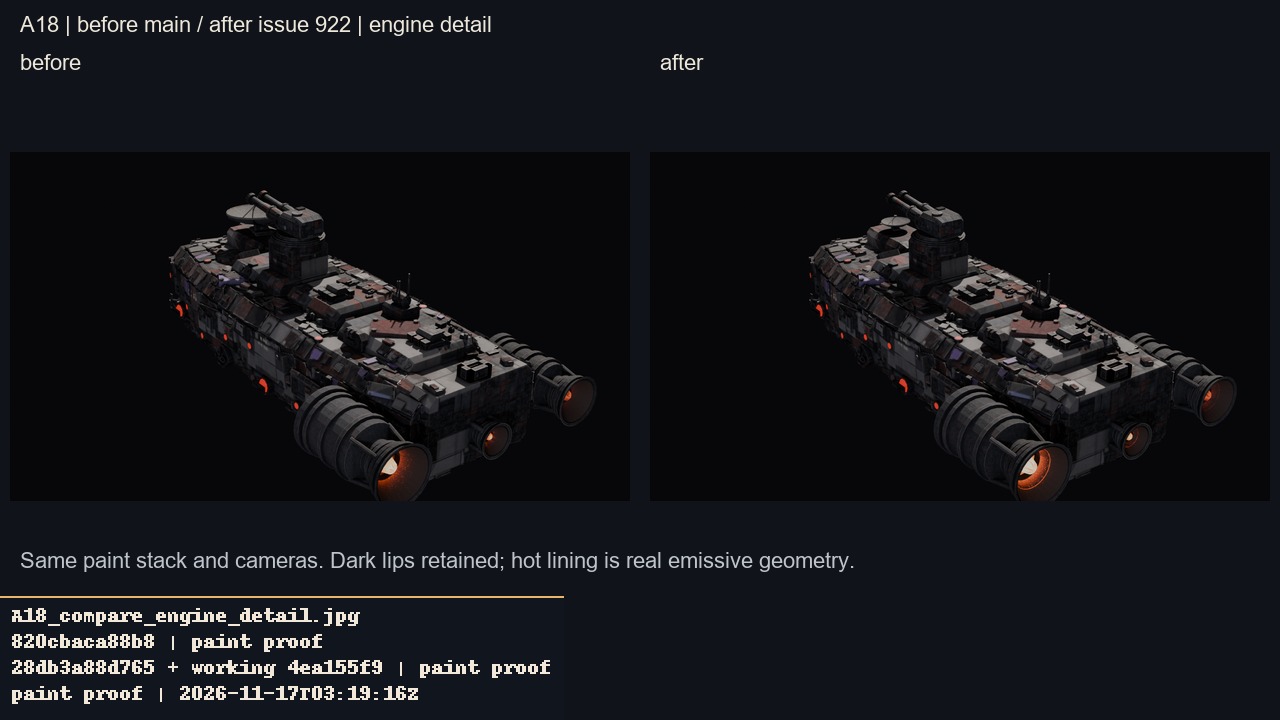 A18 | before main / after issue 922 | engine detail
before
after
Same paint stack and cameras. Dark lips retained; hot lining is real emissive geometry.
A18_compare_engine_detail.jpg
820cbaca88b8 | paint proof
28db3a88d765 + working 4ea155f9 | paint proof
paint proof | 2026-11-17T03:19:16Z